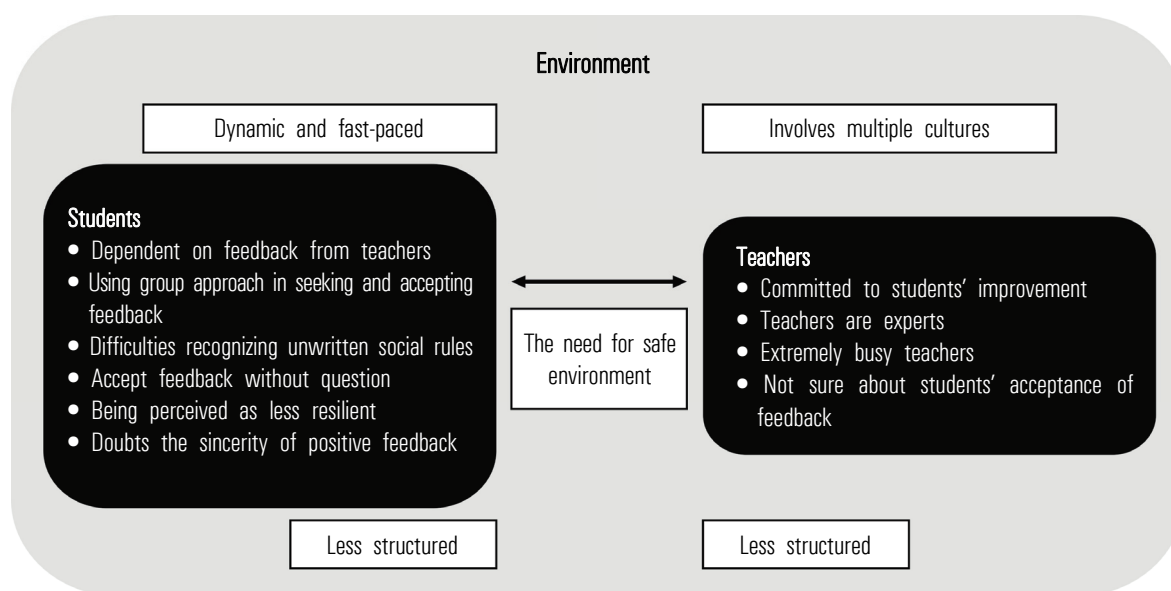 Environment
Dynamic and fast-paced
Involves multiple cultures
Students
• Dependent on feedback from teachers
• Using group approach in seeking and accepting
feedback
• Difficulties recognizing unwritten social rules
• Accept feedback without question
• Being perceived as less resilient
• Doubts the sincerity of positive feedback
The need for safe
environment
Teachers
• Committed to students’ improvement
• Teachers are experts
• Extremely busy teachers
• Not sure about students’ acceptance of
feedback
Less structured
Less structured